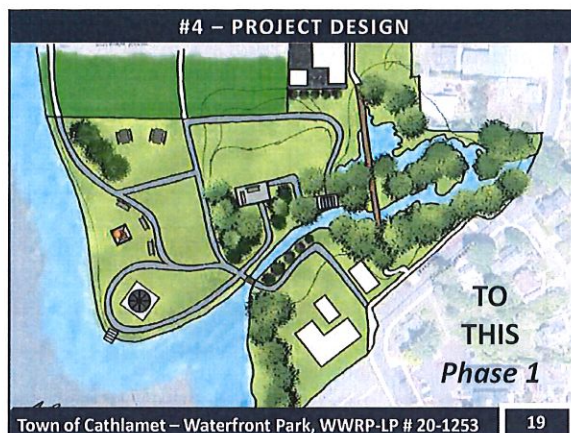 #4 – PROJECT DESIGN
TO
THIS
Phase 1
Town of Cathlamet – Waterfront Park, WWRP-LP # 20-1253
19